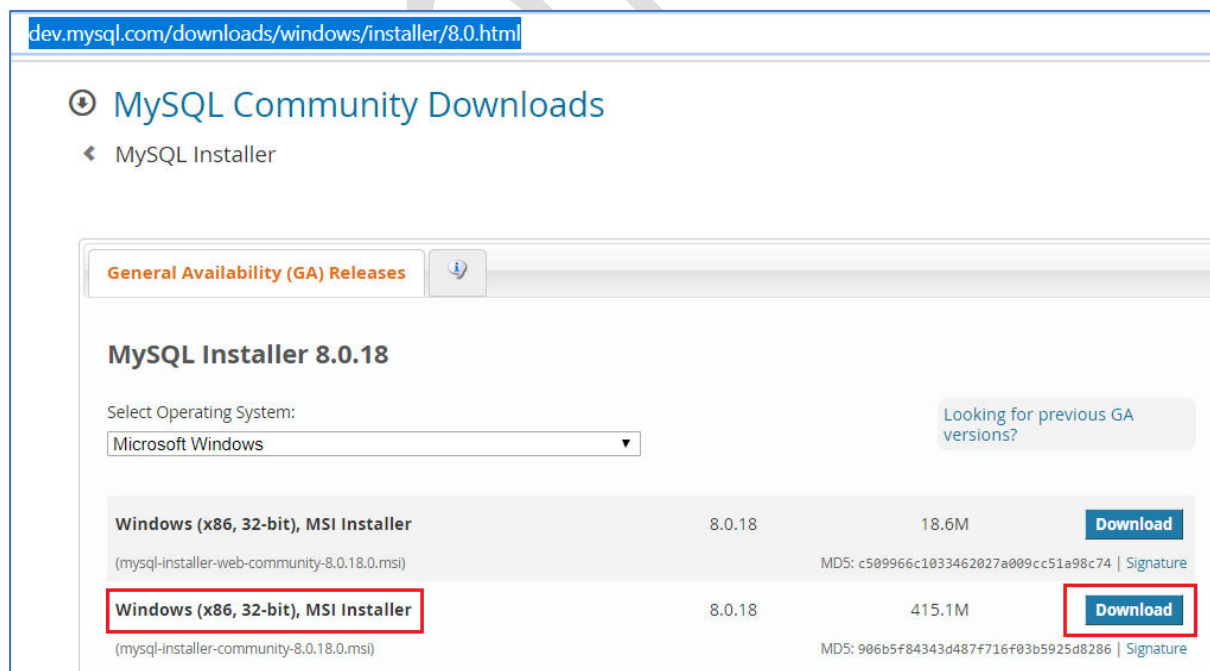 dev.mysql.com/downloads/windows/installer/8.0.html
MySQL Community Downloads
MySQL Installer
General Availability (GA) Releases
MySQL Installer 8.0.18
Select Operating System:
Looking for previous GA
versions?
Microsoft Windows
Windows (x86, 32-bit), MSI Installer 8.0.18 18.6M Download
(mysql-installer-web-community-8.0.18.0.msi) MD5: c509966c1033462027a009cc51a98c74 | Signature
Windows (x86, 32-bit), MSI Installer 8.0.18 415.1M Download
(mysql-installer-community-8.0.18.0.msi) MD5: 906b5f84343d487f716f03b5925d8286 | Signature